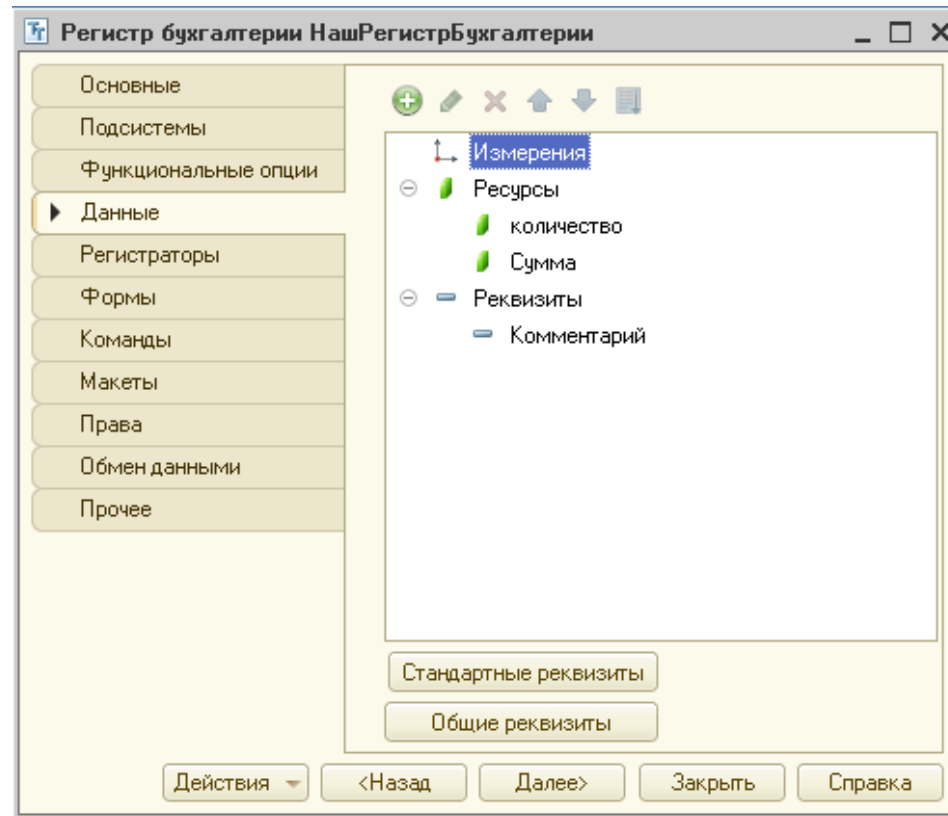 Регистр бухгалтерии НашРегистрБухгалтерии
Основные
Подсистемы
Функциональные опции
Данные
Регистраторы
Формы
Команды
Макеты
Права
Обмен данными
Прочее
Измерения
Ресурсы
количество
Сумма
Реквизиты
Комментарий
Стандартные реквизиты
Общие реквизиты
Действия <Назад Далее> Закрыть Справка